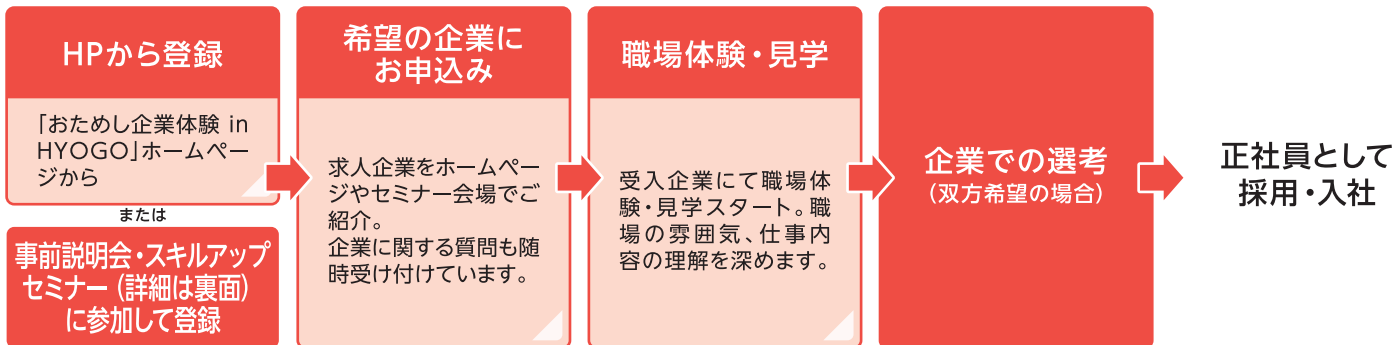 HPから登録
「おためし企業体験 in
HYOGO」ホームペー
ジから
または
事前説明会・スキルアップ
セミナー（詳細は裏面）
に参加して登録
希望の企業に
お申込み
求人企業をホームペー
ジやセミナー会場でご
紹介。
企業に関する質問も随
時受け付けています。
職場体験・見学
受入企業にて職場体
験・見学スタート。職
場の雰囲気、仕事内
容の理解を深めます。
企業での選考
（双方希望の場合）
正社員として
採用・入社